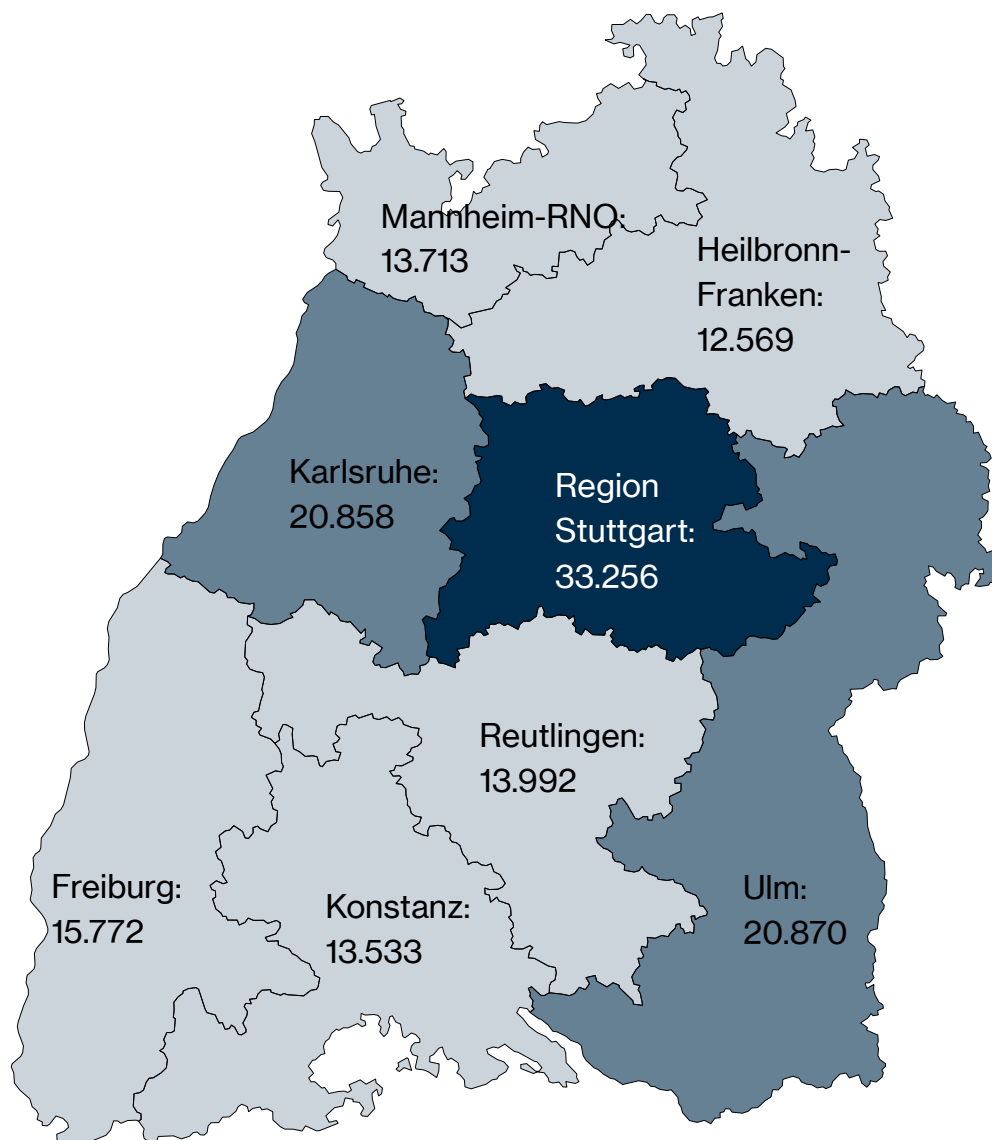 Mannheim-RNO:
13.713
Heilbronn-
Franken:
12.569
Karlsruhe:
20.858
Region
Stuttgart:
33.256
Reutlingen:
13.992
Freiburg:
15.772
Konstanz:
13.533
Ulm:
20.870